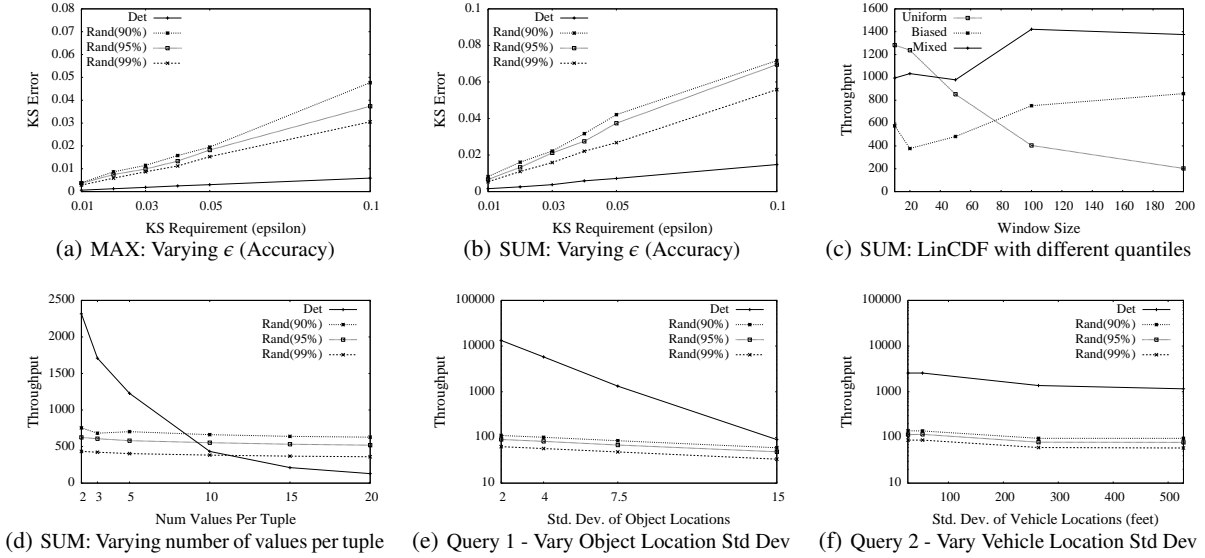 Det
Rand(90%)
Rand(95%)
Rand(99%)
0.08
0.07
0.06
0.05
0.04
0.03
0.02
0.01
0
KS Error
0.01
0.03
0.05
0.1
KS Requirement (epsilon)
(a) MAX: Varying ϵ (Accuracy)
Det
Rand(90%)
Rand(95%)
Rand(99%)
0.1
0.08
0.06
0.04
0.02
0
KS Error
0.01
0.03
0.05
0.1
KS Requirement (epsilon)
(b) SUM: Varying ϵ (Accuracy)
Uniform
Biased
Mixed
1600
1400
1200
1000
800
600
400
200
0
Throughput
20 40 60 80 100 120 140 160 180 200
Window Size
(c) SUM: LinCDF with different quantiles
Det
Rand(90%)
Rand(95%)
Rand(99%)
2500
2000
1500
1000
500
0
Throughput
2 3 5 10 15 20
Num Values Per Tuple
(d) SUM: Varying number of values per tuple
Det
Rand(90%)
Rand(95%)
Rand(99%)
100000
10000
1000
100
10
Throughput
2 4 7.5 15
Std. Dev. of Object Locations
(e) Query 1 - Vary Object Location Std Dev
Det
Rand(90%)
Rand(95%)
Rand(99%)
100000
10000
1000
100
10
Throughput
100 200 300 400 500
Std. Dev. of Vehicle Locations (feet)
(f) Query 2 - Vary Vehicle Location Std Dev